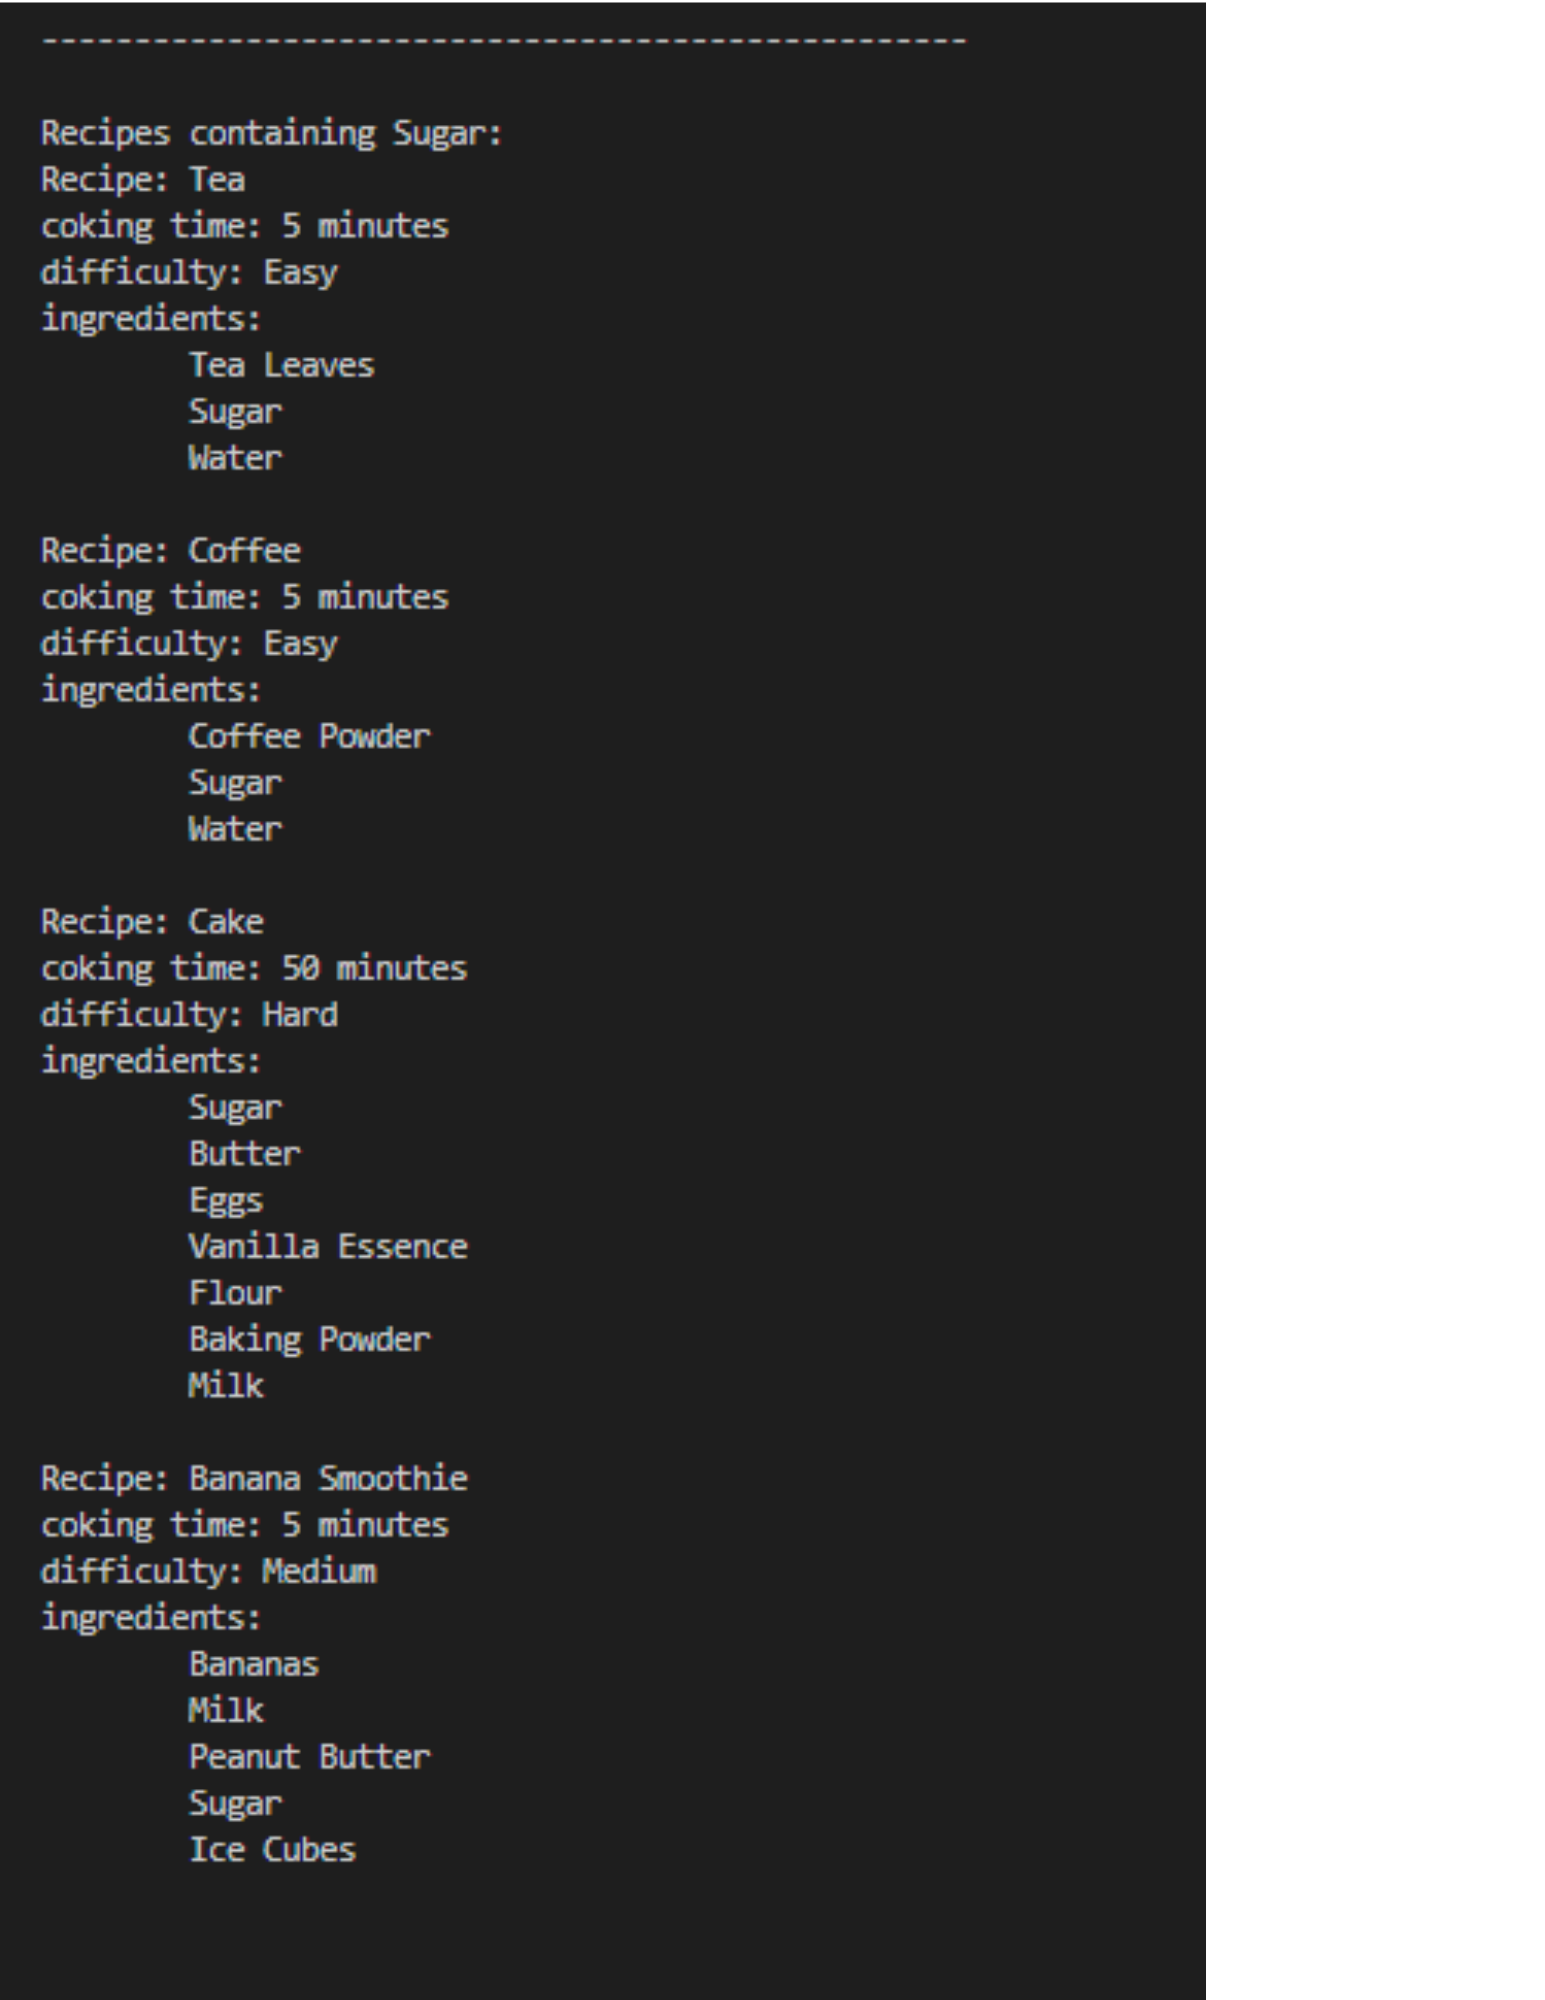 --------------------------------------------------
Recipes containing Sugar:
Recipe: Tea
coking time: 5 minutes
difficulty: Easy
ingredients:
Tea Leaves
Sugar
Water
Recipe: Coffee
coking time: 5 minutes
difficulty: Easy
ingredients:
Coffee Powder
Sugar
Water
Recipe: Cake
coking time: 50 minutes
difficulty: Hard
ingredients:
Sugar
Butter
Eggs
Vanilla Essence
Flour
Baking Powder
Milk
Recipe: Banana Smoothie
coking time: 5 minutes
difficulty: Medium
ingredients:
Bananas
Milk
Peanut Butter
Sugar
Ice Cubes